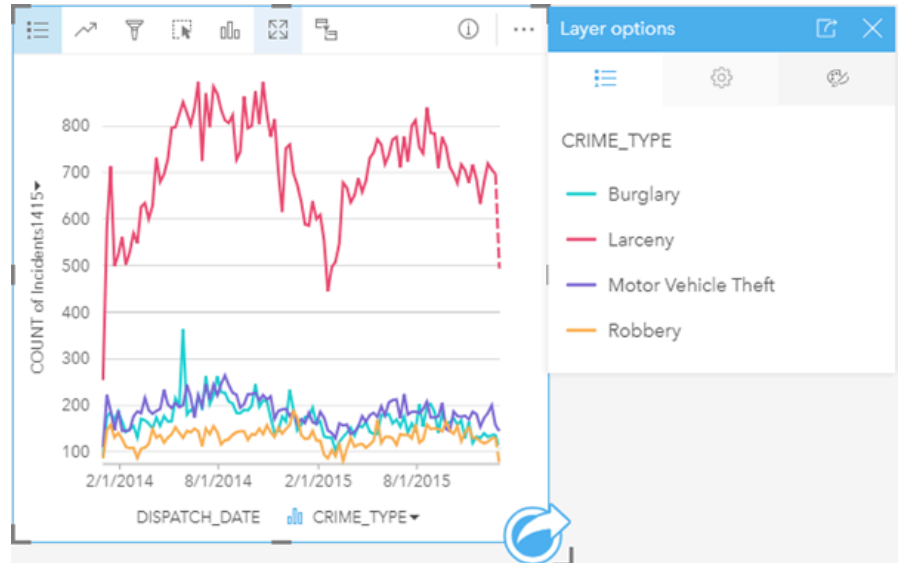 Layer options
CRIME_TYPE
Burglary
Larceny
Motor Vehicle Theft
Robbery
COUNT of Incidents1415
800
700
600
500
400
300
200
100
2/1/2014 8/1/2014 2/1/2015 8/1/2015
DISPATCH_DATE CRIME_TYPE